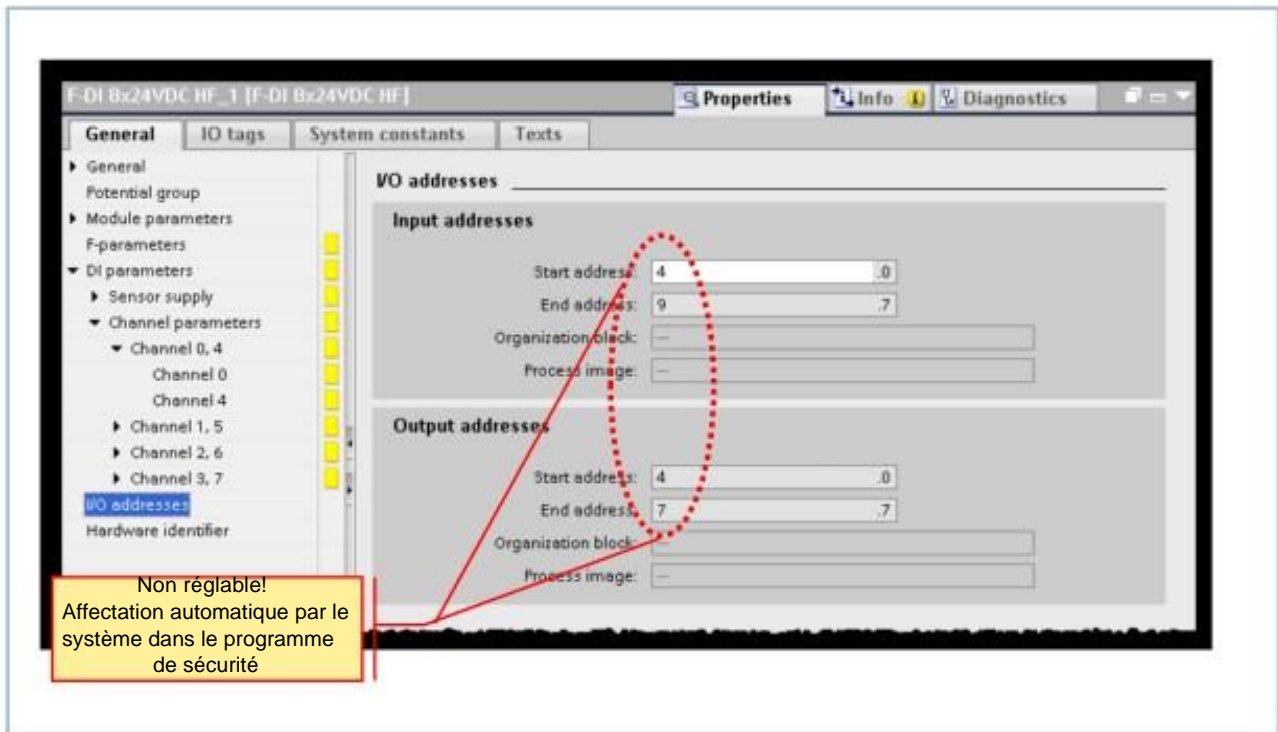 F-DI 8x24VDC HF_1 [F-DI 8x24VDC HF]
Properties
Info
Diagnostics
General
IO tags
System constants
Texts
General
Potential group
Module parameters
F-parameters
DI parameters
Sensor supply
Channel parameters
Channel 0, 4
Channel 0
Channel 4
Channel 1, 5
Channel 2, 6
Channel 3, 7
I/O addresses
Hardware identifier
I/O addresses
Input addresses
Start address: 4 .0
End address: 9 .7
Organization block: ---
Process image: ---
Output addresses
Start address: 4 .0
End address: 7 .7
Organization block: ---
Process image: ---
Non réglable!
Affectation automatique par le
système dans le programme
de sécurité